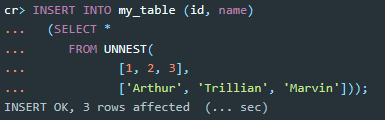 cr> INSERT INTO my_table (id, name)
...   (SELECT *
...     FROM UNNEST(
...           [1, 2, 3],
...           ['Arthur', 'Trillian', 'Marvin']));
INSERT OK, 3 rows affected  (... sec)